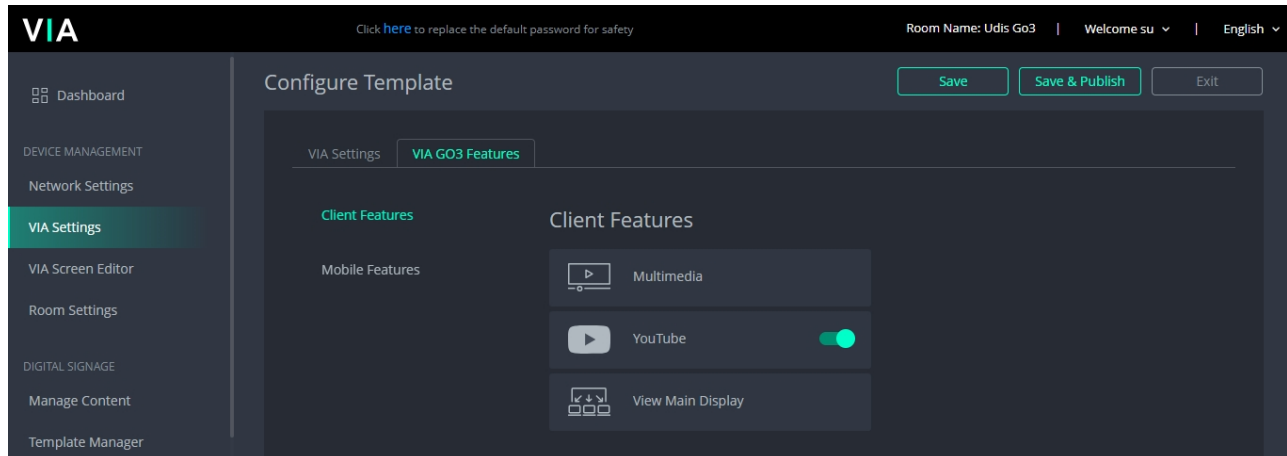 VIA
Click here to replace the default password for safety
Room Name: Udis Go3 | Welcome su | English
Dashboard
DEVICE MANAGEMENT
Network Settings
VIA Settings
VIA Screen Editor
Room Settings
DIGITAL SIGNAGE
Manage Content
Template Manager
Configure Template
Save
Save & Publish
Exit
VIA Settings
VIA GO3 Features
Client Features
Mobile Features
Client Features
Multimedia
YouTube
View Main Display